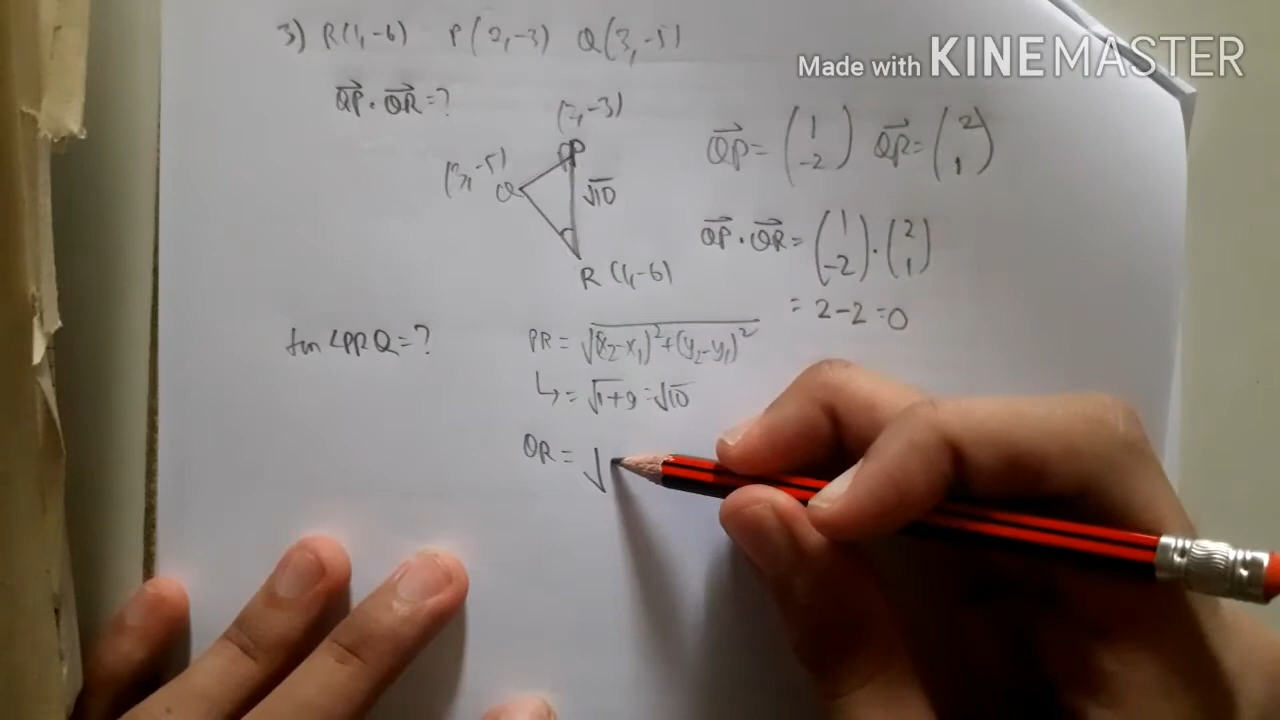 Made with KINEMASTER
3) R(1,-6) P(2,-3) Q(3,-5)
QP⃗ · QR⃗ = ?
(2,-3)
P
(3,-5)
Q
√10
R (1,-6)
QP⃗ = (1 -2) QR⃗ = (2 1)
QP⃗ · QR⃗ = (1 -2) · (2 1)
= 2-2=0
tan ∠PRQ=?
PR = √(x₂-x₁)²+(y₂-y₁)²
↳ = √1+9 = √10
QR = √